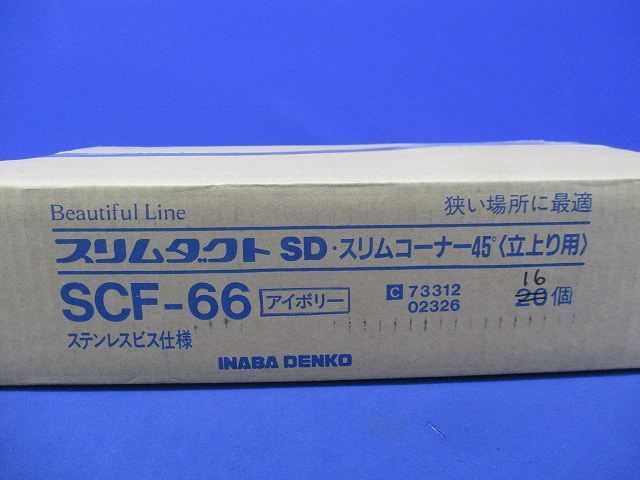 Beautiful Line
狭い場所に最適
スリムダクト SD・スリムコーナー45°〈立上り用〉
SCF-66 アイボリー
C 73312
02326
16
20個
ステンレスビス仕様
INABA DENKO